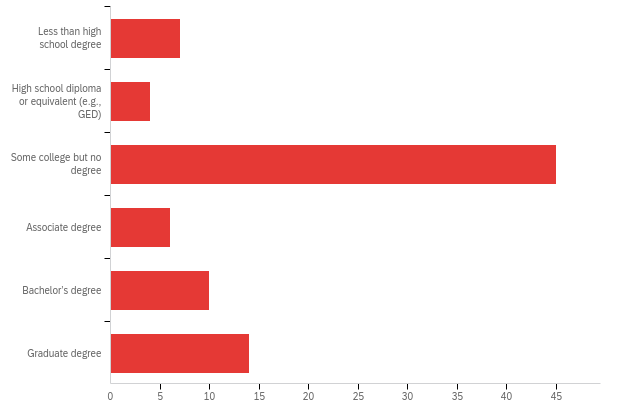 Less than high
school degree
High school diploma
or equivalent (e.g.,
GED)
Some college but no
degree
Associate degree
Bachelor's degree
Graduate degree
0 5 10 15 20 25 30 35 40 45